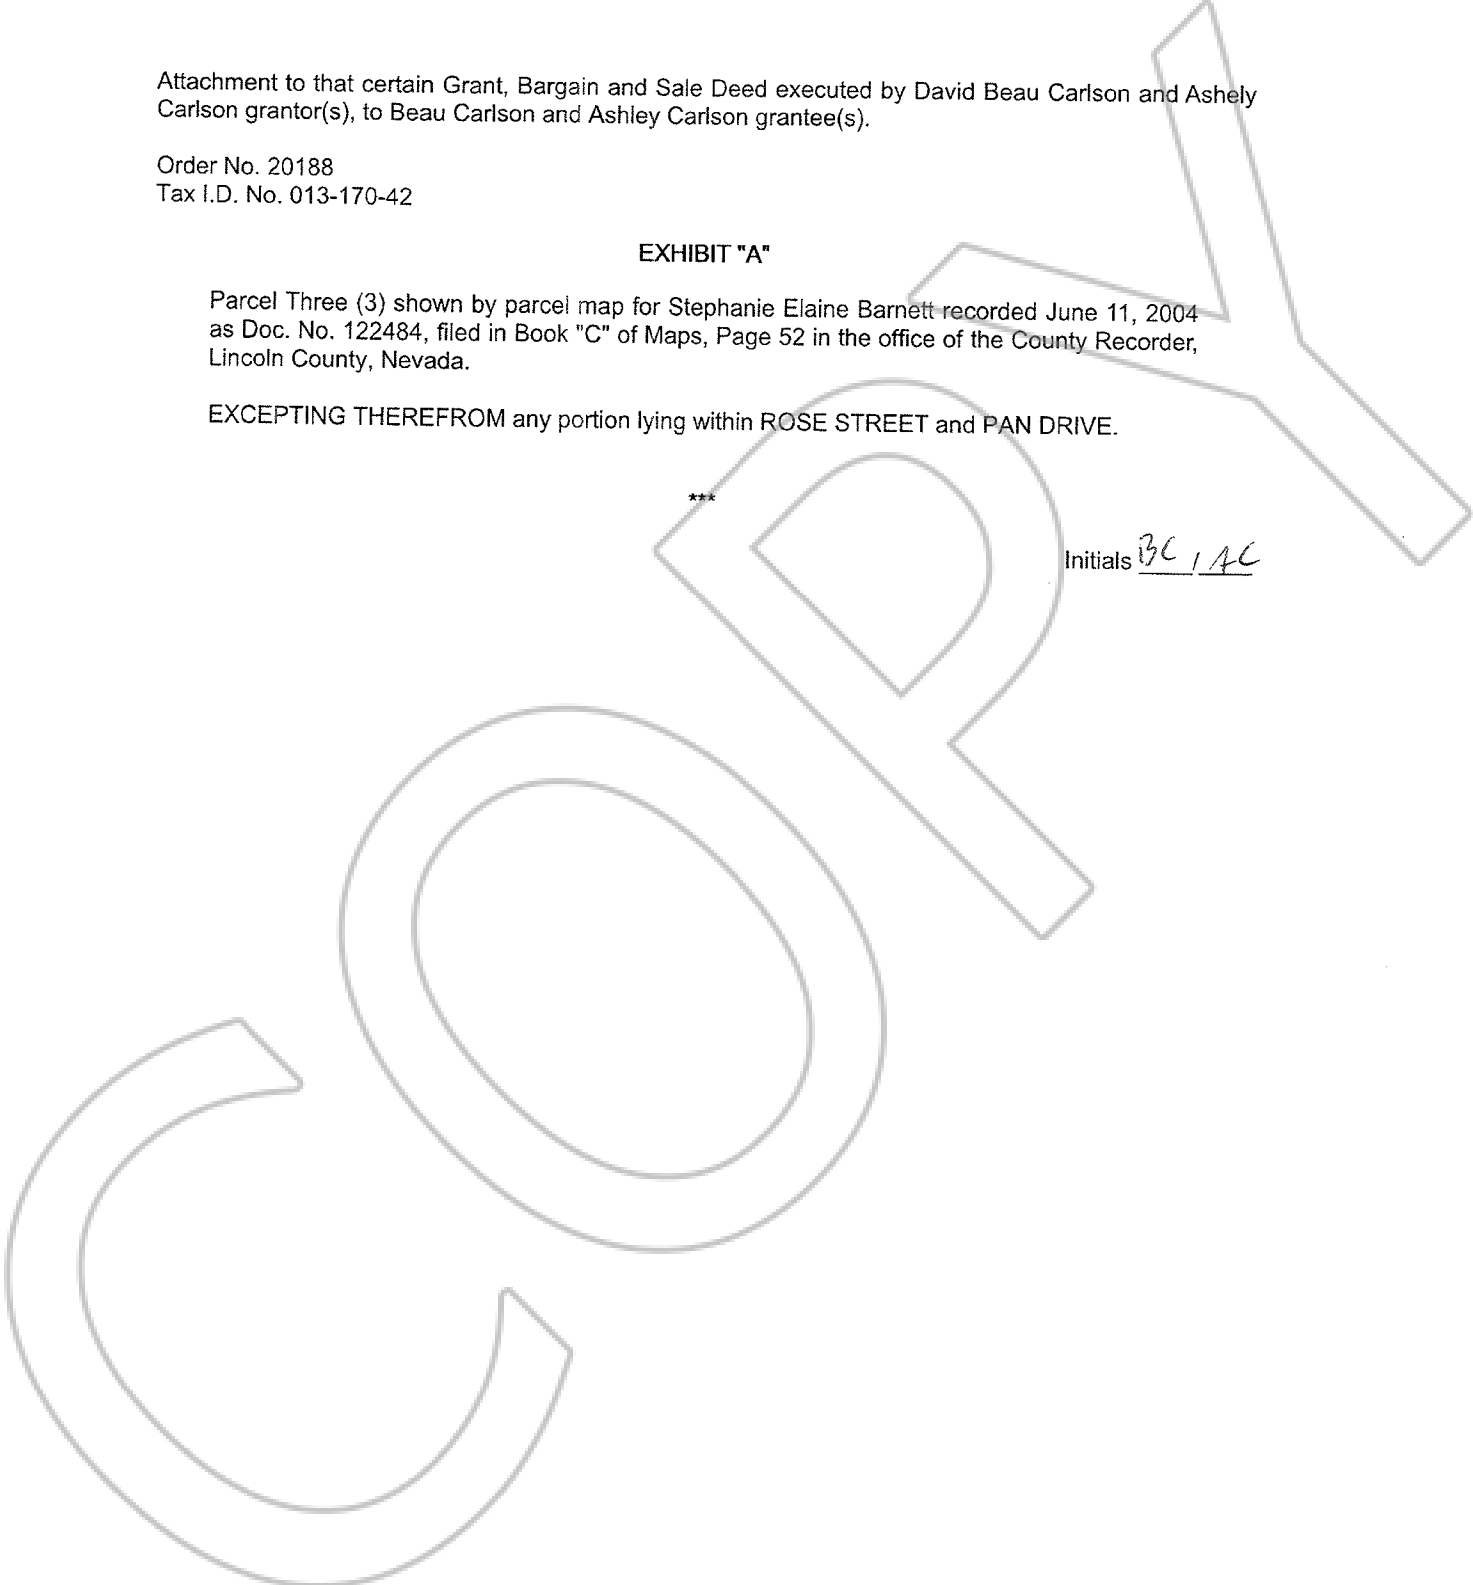 Attachment to that certain Grant, Bargain and Sale Deed executed by David Beau Carlson and Ashely
Carlson grantor(s), to Beau Carlson and Ashley Carlson grantee(s).
Order No. 20188
Tax I.D. No. 013-170-42
EXHIBIT "A"
Parcel Three (3) shown by parcel map for Stephanie Elaine Barnett recorded June 11, 2004
as Doc. No. 122484, filed in Book "C" of Maps, Page 52 in the office of the County Recorder,
Lincoln County, Nevada.
EXCEPTING THEREFROM any portion lying within ROSE STREET and PAN DRIVE.
***
Initials BC / AC
COPY